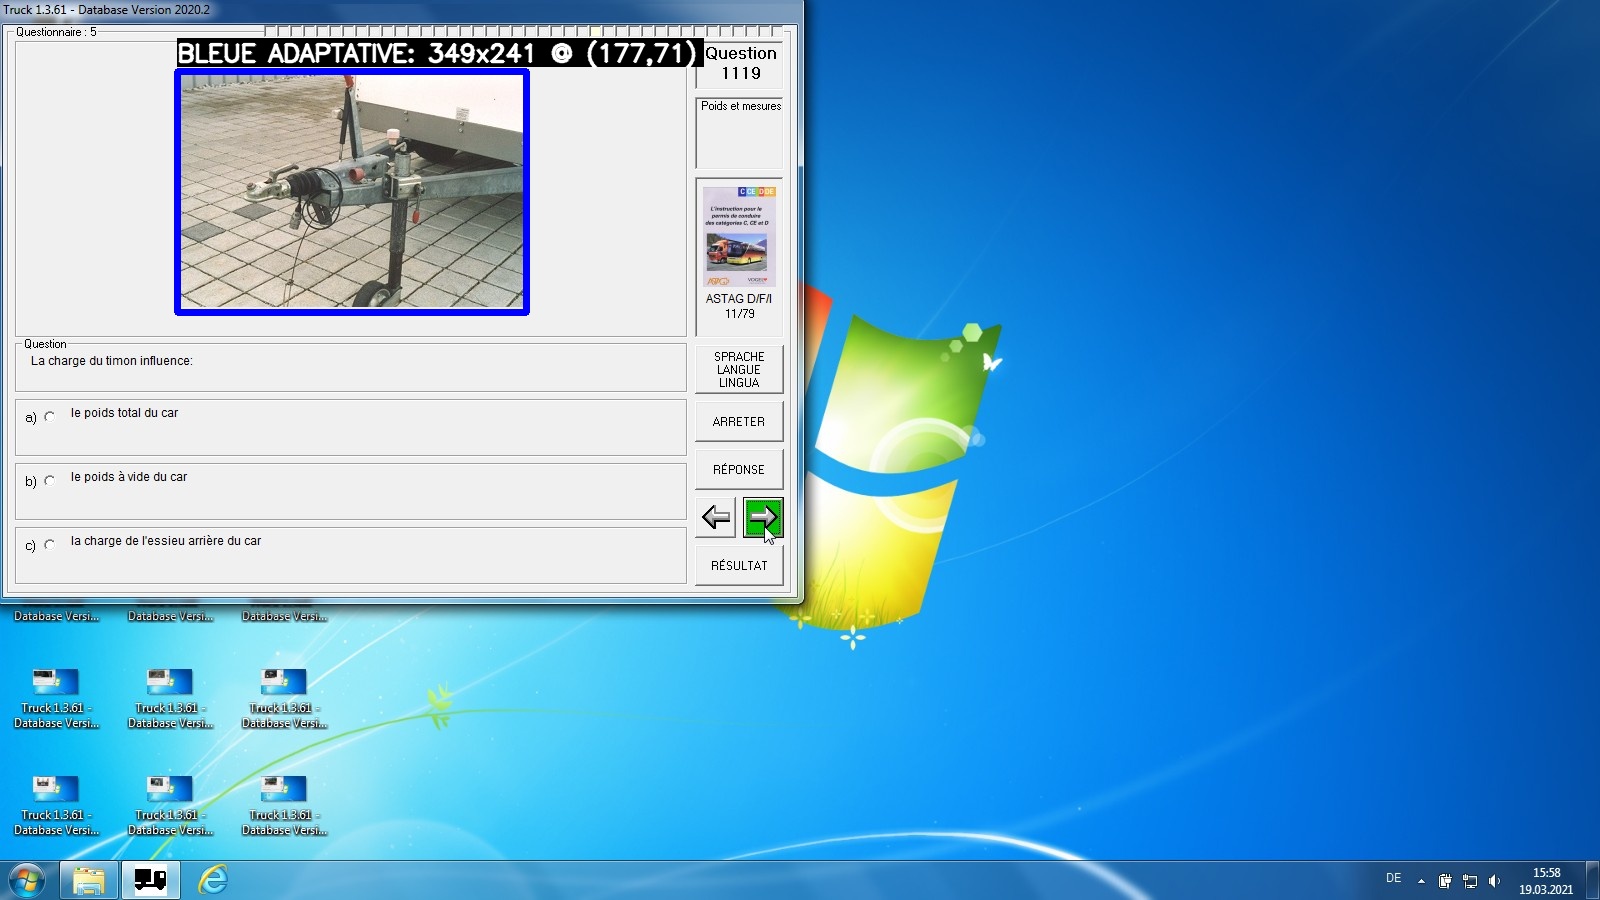 Truck 1.3.61 - Database Version 2020.2
Questionnaire : 5
BLEUE ADAPTATIVE: 349x241 @ (177,71)
Question
1119
Poids et mesures
C CE D DE
L'instruction pour le
permis de conduire
des catégories C, CE et D
ASTAG D/F/I
11/79
Question
La charge du timon influence:
SPRACHE
LANGUE
LINGUA
a) le poids total du car
ARRETER
b) le poids à vide du car
RÉPONSE
c) la charge de l'essieu arrière du car
RÉSULTAT
Database Versi... Database Versi... Database Versi...
Truck 1.3.61 - Truck 1.3.61 - Truck 1.3.61 -
Database Versi... Database Versi... Database Versi...
Truck 1.3.61 - Truck 1.3.61 - Truck 1.3.61 -
Database Versi... Database Versi... Database Versi...
DE
15:58
19.03.2021